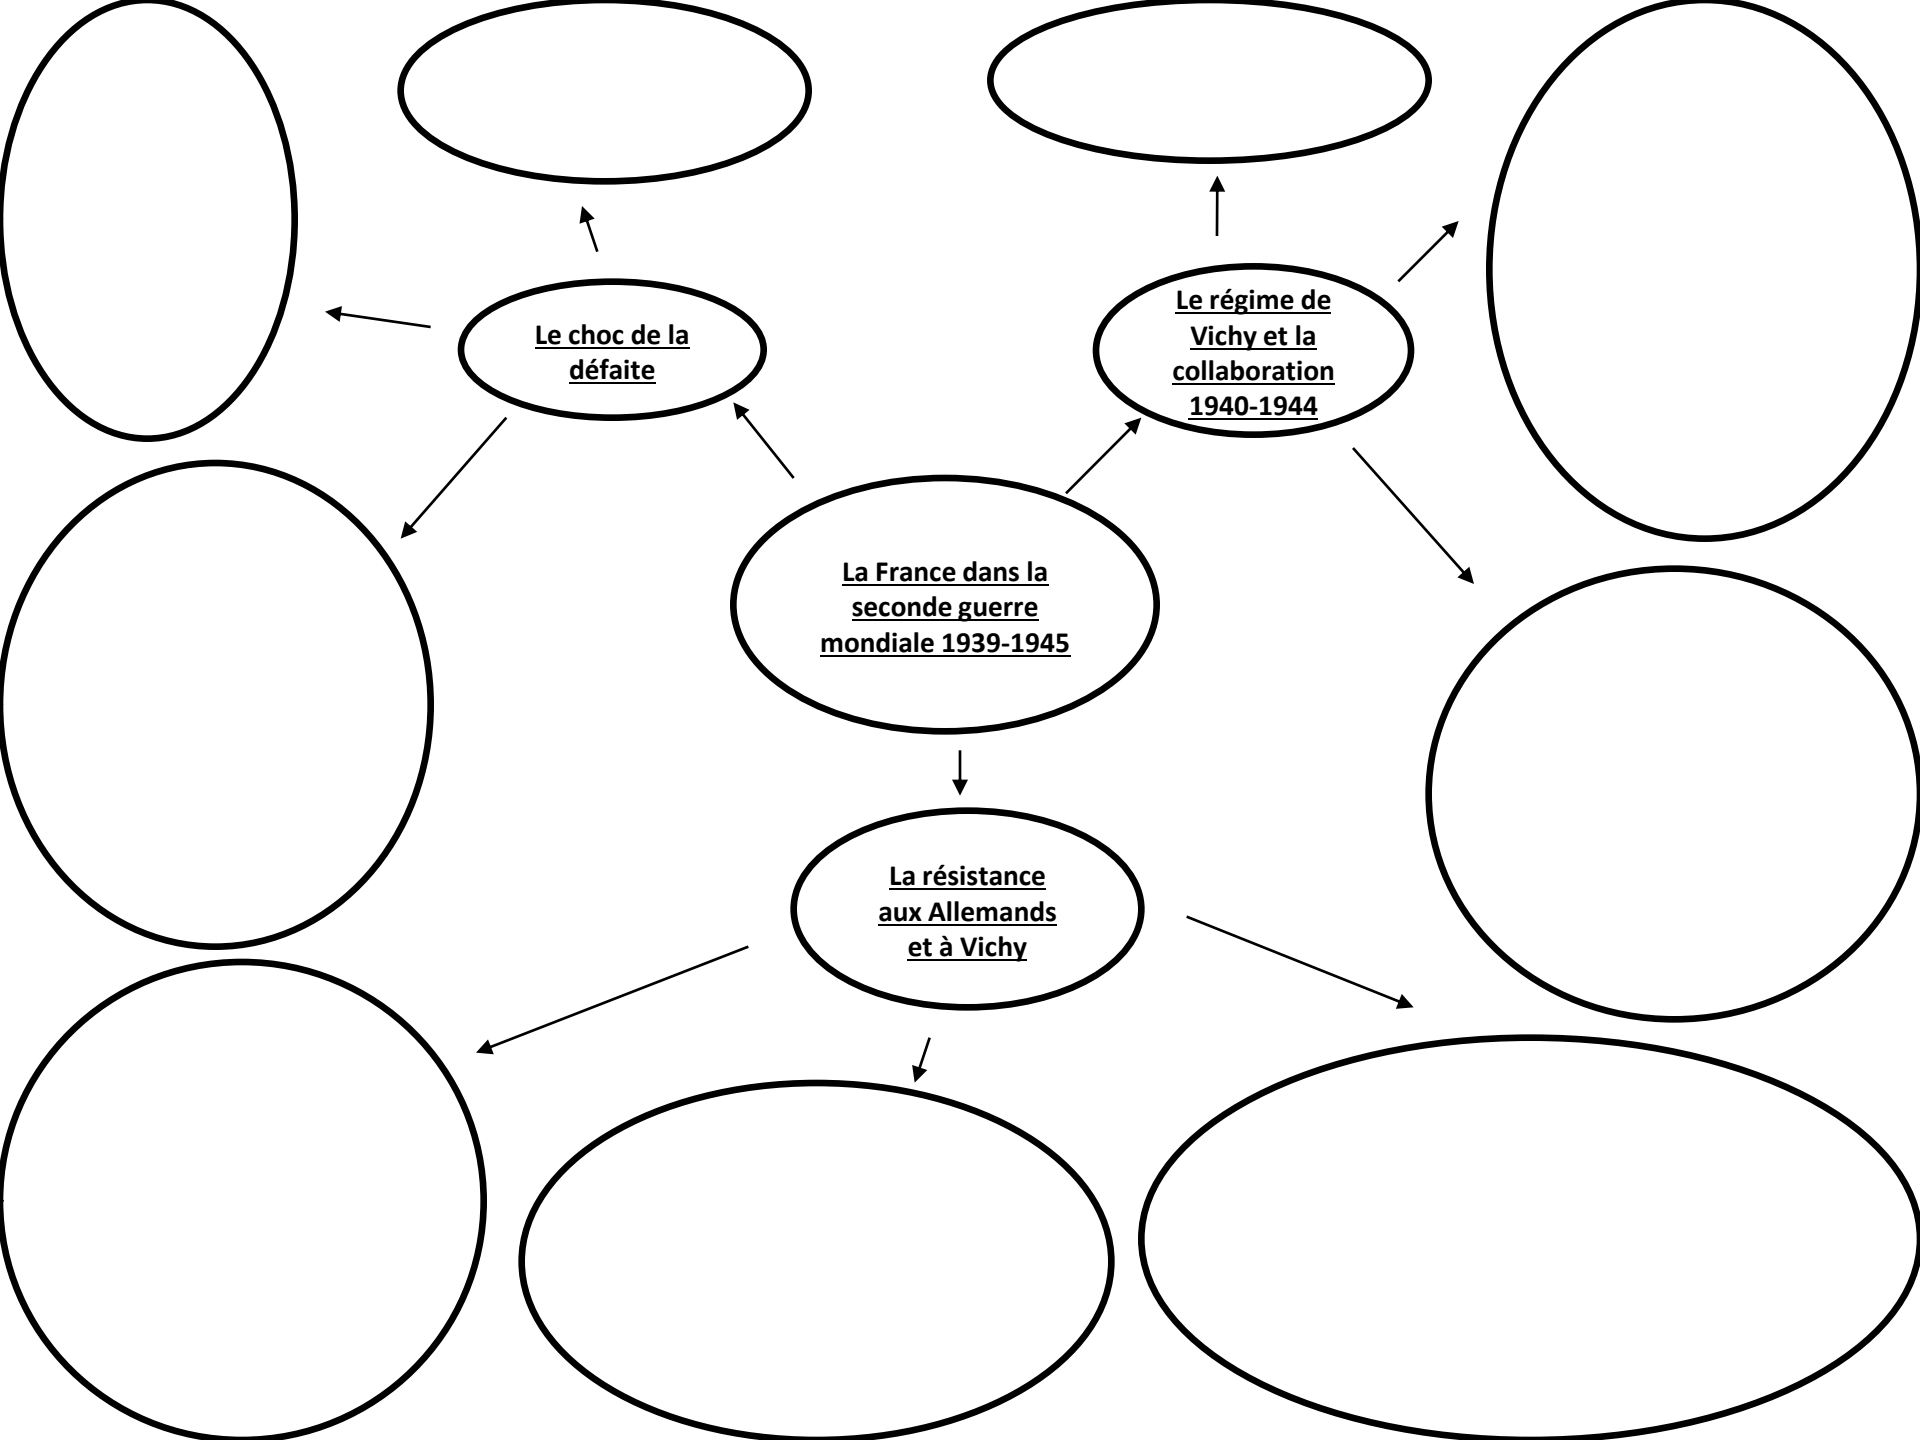 Le choc de la
défaite
Le régime de
Vichy et la
collaboration
1940-1944
La France dans la
seconde guerre
mondiale 1939-1945
La résistance
aux Allemands
et à Vichy